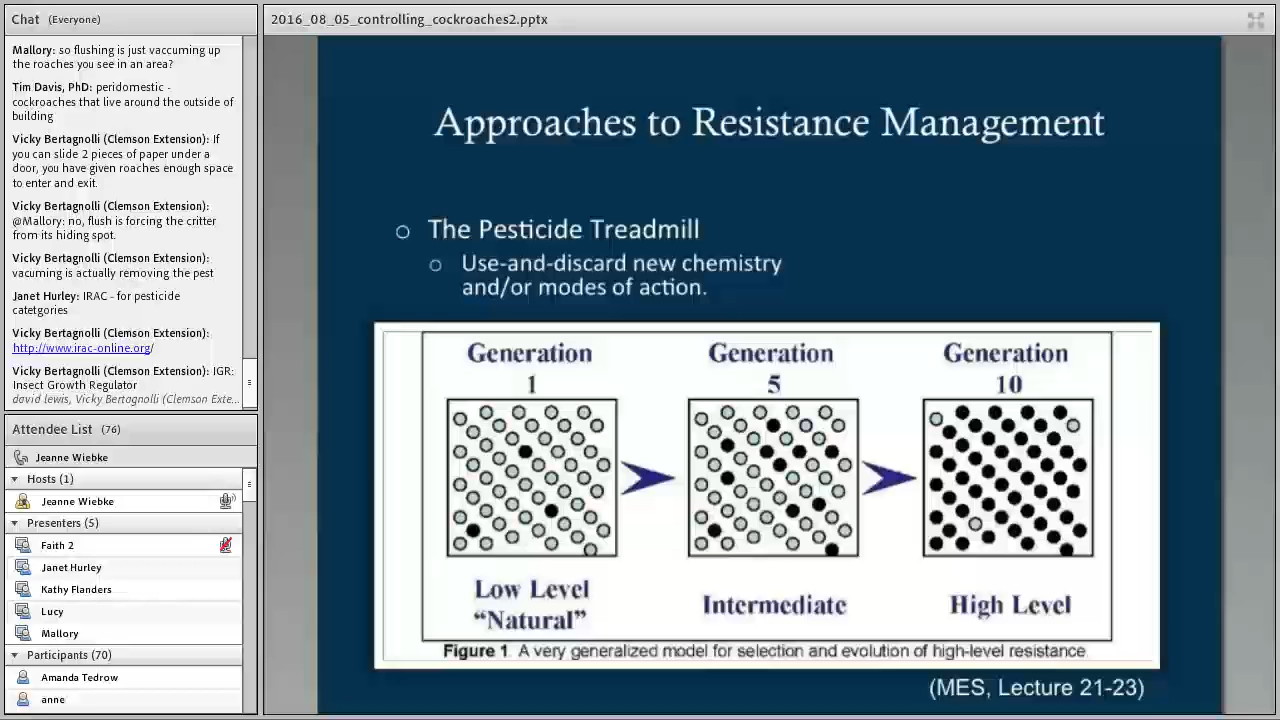 Chat (Everyone)
Mallory: so flushing is just vaccuming up
the roaches you see in an area?
Tim Davis, PhD: peridomestic -
cockroaches that live around the outside of
building
Vicky Bertagnolli (Clemson Extension): If
you can slide 2 pieces of paper under a
door, you have given roaches enough space
to enter and exit.
Vicky Bertagnolli (Clemson Extension):
@Mallory: no, flush is forcing the critter
from its hiding spot.
Vicky Bertagnolli (Clemson Extension):
vacuming is actually removing the pest
Janet Hurley: IRAC - for pesticide
catetgories
Vicky Bertagnolli (Clemson Extension):
http://www.irac-online.org/
Vicky Bertagnolli (Clemson Extension): IGR:
Insect Growth Regulator
david lewis, Vicky Bertagnolli (Clemson Exte...
Attendee List (76)
Jeanne Wiebke
Hosts (1)
Jeanne Wiebke
Presenters (5)
Faith 2
Janet Hurley
Kathy Flanders
Lucy
Mallory
Participants (70)
Amanda Tedrow
anne
2016_08_05_controlling_cockroaches2.pptx
Approaches to Resistance Management
The Pesticide Treadmill
Use-and-discard new chemistry
and/or modes of action.
Generation
1
Generation
5
Generation
10
Low Level
“Natural”
Intermediate
High Level
Figure 1. A very generalized model for selection and evolution of high-level resistance
(MES, Lecture 21-23)